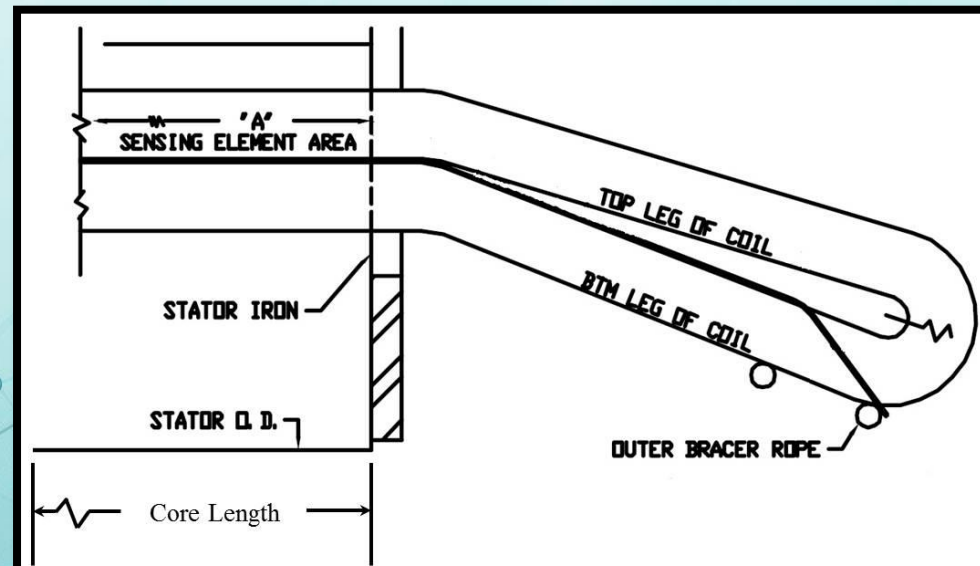 "A"
SENSING ELEMENT AREA
TOP LEG OF COIL
BTM LEG OF COIL
STATOR IRON
STATOR O. D.
OUTER BRACER ROPE
Core Length